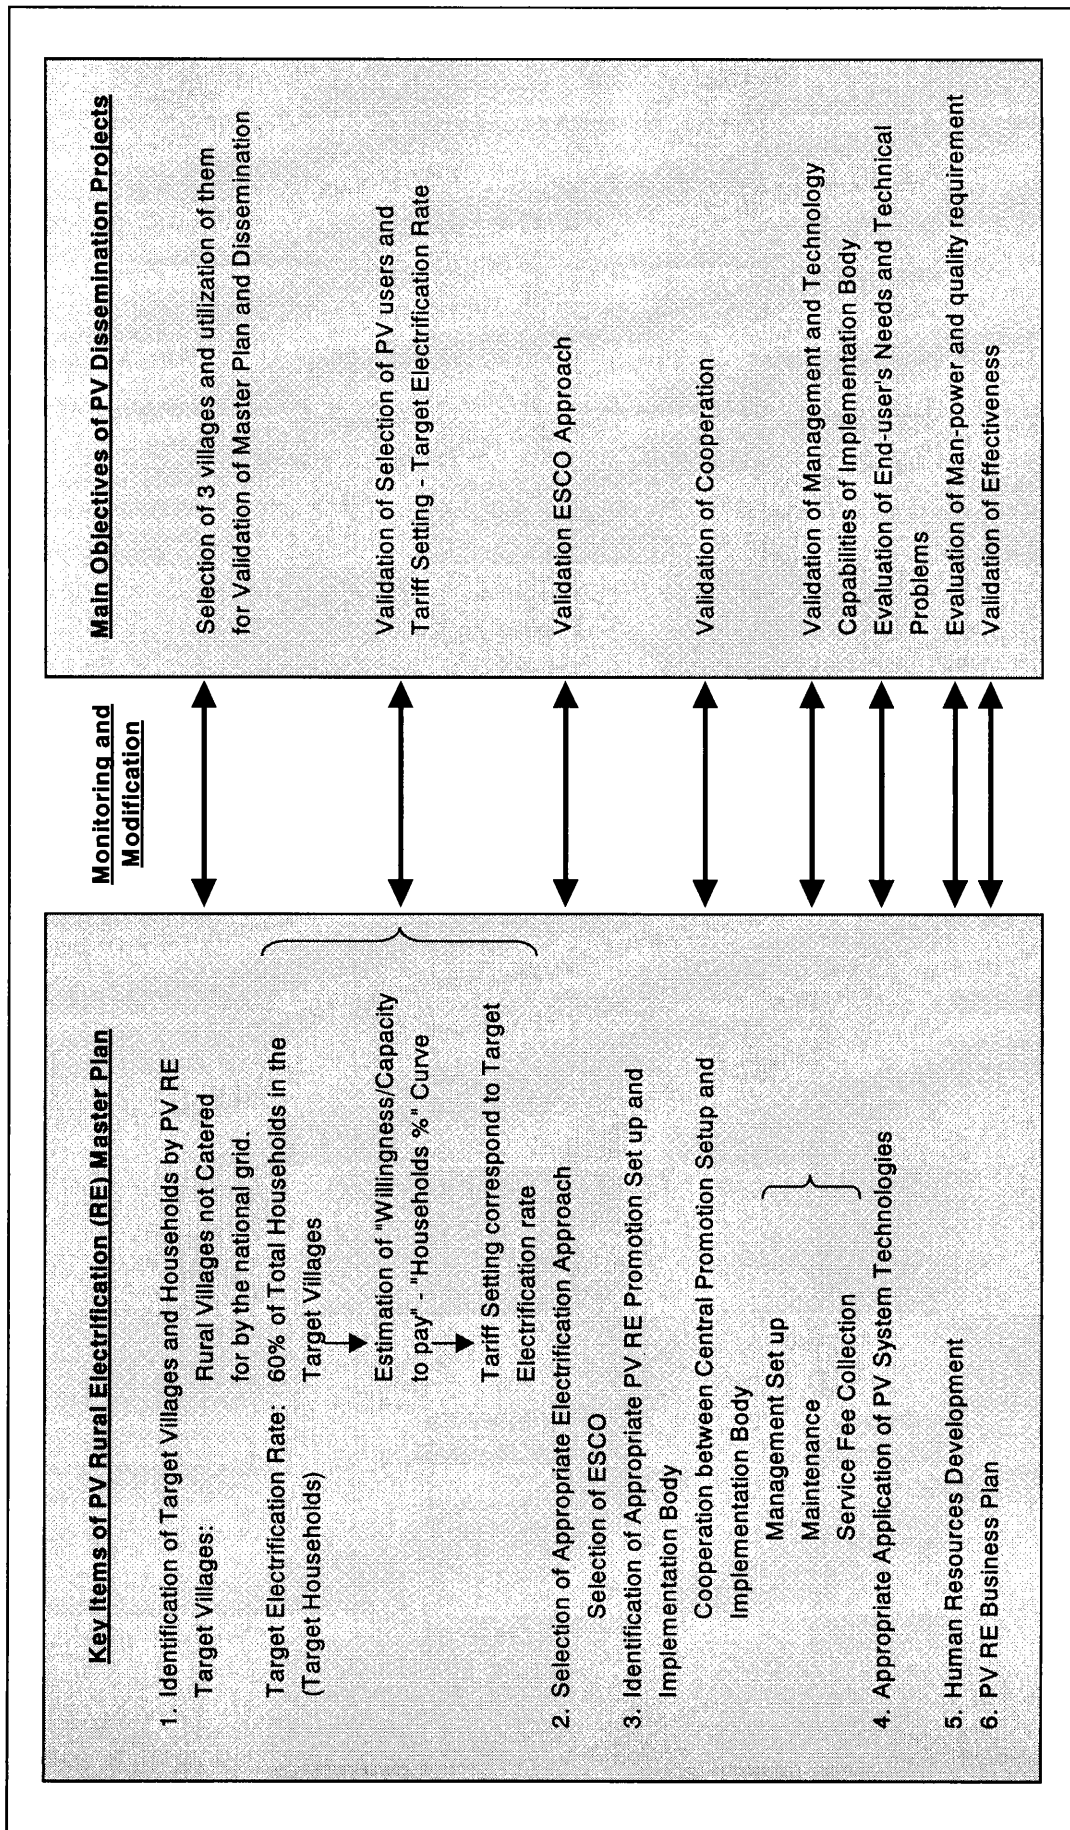 Key Items of PV Rural Electrification (RE) Master Plan
1. Identification of Target Villages and Households by PV RE
Target Villages: Rural Villages not Catered
for by the national grid.
Target Electrification Rate: 60% of Total Households in the
(Target Households) Target Villages
Estimation of "Willingness/Capacity
to pay" - "Households %" Curve
Tariff Setting correspond to Target
Electrification rate
2. Selection of Appropriate Electrification Approach
Selection of ESCO
3. Identification of Appropriate PV RE Promotion Set up and
Implementation Body
Cooperation between Central Promotion Setup and
Implementation Body
Management Set up
Maintenance
Service Fee Collection
4. Appropriate Application of PV System Technologies
5. Human Resources Development
6. PV RE Business Plan
Monitoring and
Modification
Main Objectives of PV Dissemination Projects
Selection of 3 villages and utilization of them
for Validation of Master Plan and Dissemination
Validation of Selection of PV users and
Tariff Setting - Target Electrification Rate
Validation ESCO Approach
Validation of Cooperation
Validation of Management and Technology
Capabilities of Implementation Body
Evaluation of End-user's Needs and Technical
Problems
Evaluation of Man-power and quality requirement
Validation of Effectiveness